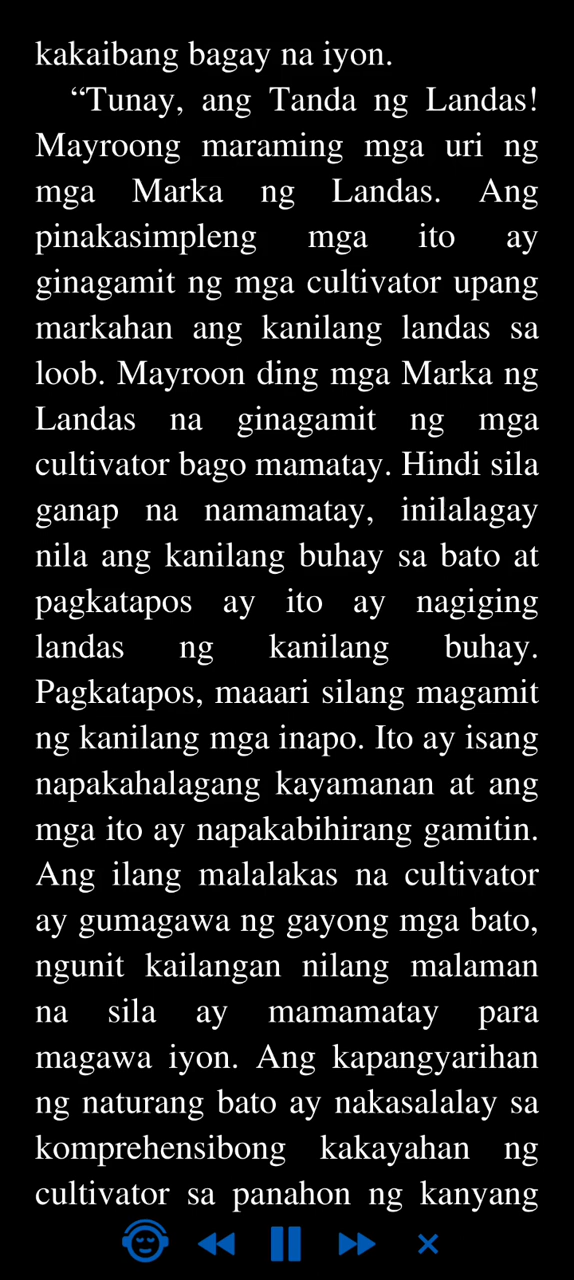 kakaibang bagay na iyon.
“Tunay, ang Tanda ng Landas!
Mayroong maraming mga uri ng
mga Marka ng Landas. Ang
pinakasimpleng mga ito ay
ginagamit ng mga cultivator upang
markahan ang kanilang landas sa
loob. Mayroon ding mga Marka ng
Landas na ginagamit ng mga
cultivator bago mamatay. Hindi sila
ganap na namamatay, inilalagay
nila ang kanilang buhay sa bato at
pagkatapos ay ito ay nagiging
landas ng kanilang buhay.
Pagkatapos, maaari silang magamit
ng kanilang mga inapo. Ito ay isang
napakahalagang kayamanan at ang
mga ito ay napakabihirang gamitin.
Ang ilang malalakas na cultivator
ay gumagawa ng gayong mga bato,
ngunit kailangan nilang malaman
na sila ay mamamatay para
magawa iyon. Ang kapangyarihan
ng naturang bato ay nakasalalay sa
komprehensibong kakayahan ng
cultivator sa panahon ng kanyang